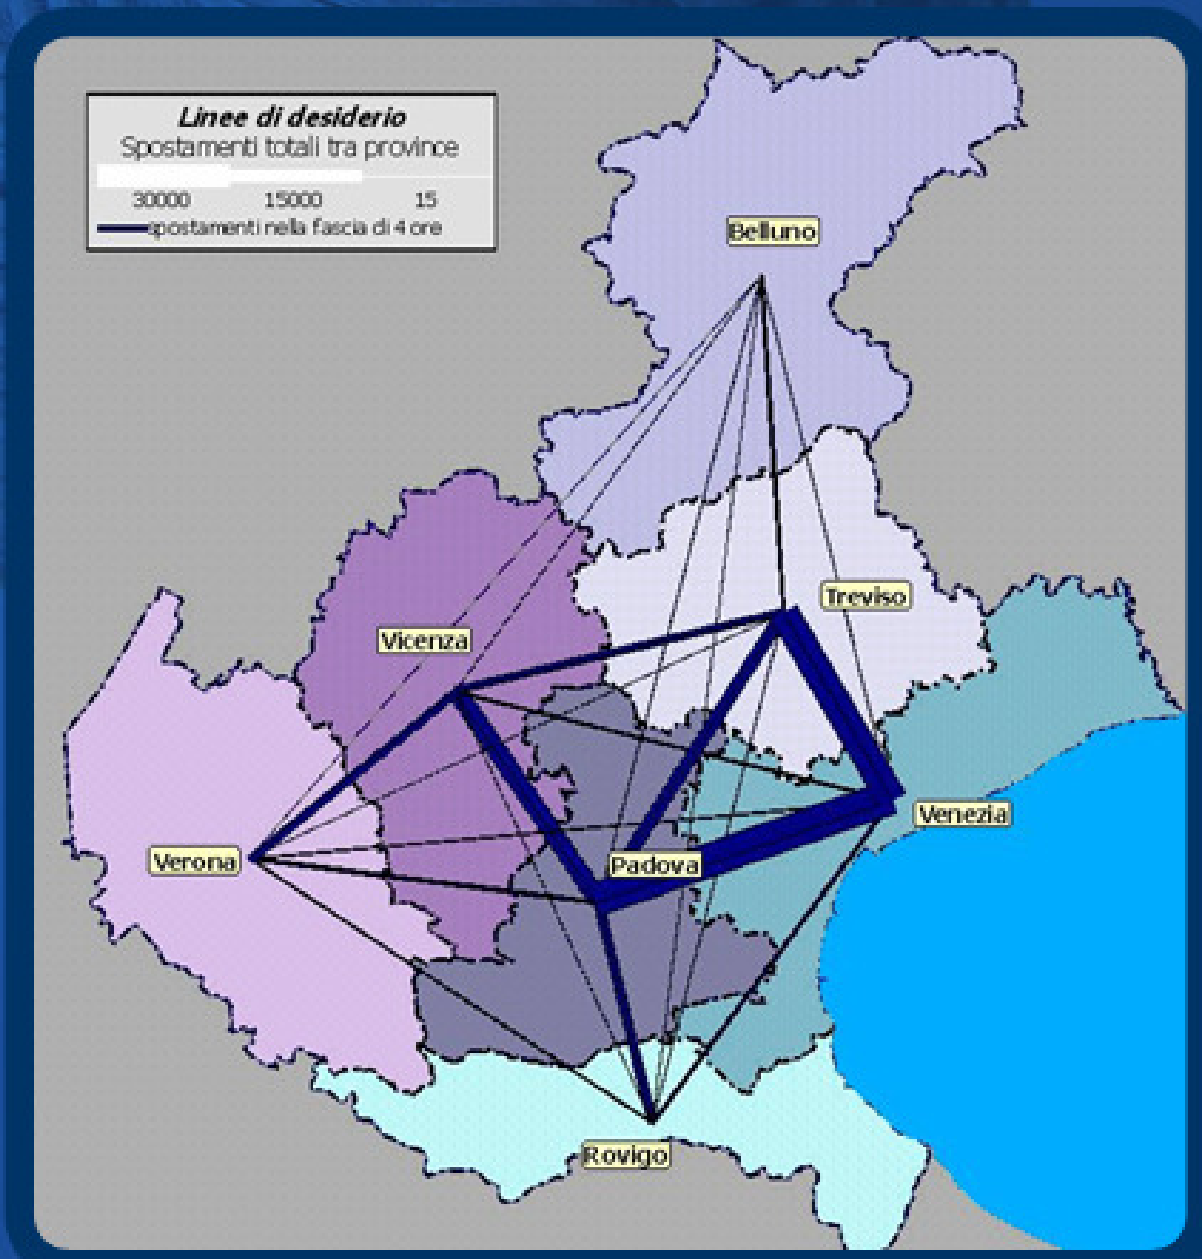 Linee di desiderio
Spostamenti totali tra province
30000 15000 15
spostamenti nella fascia di 4 ore
Belluno
Treviso
Vicenza
Venezia
Verona
Padova
Rovigo